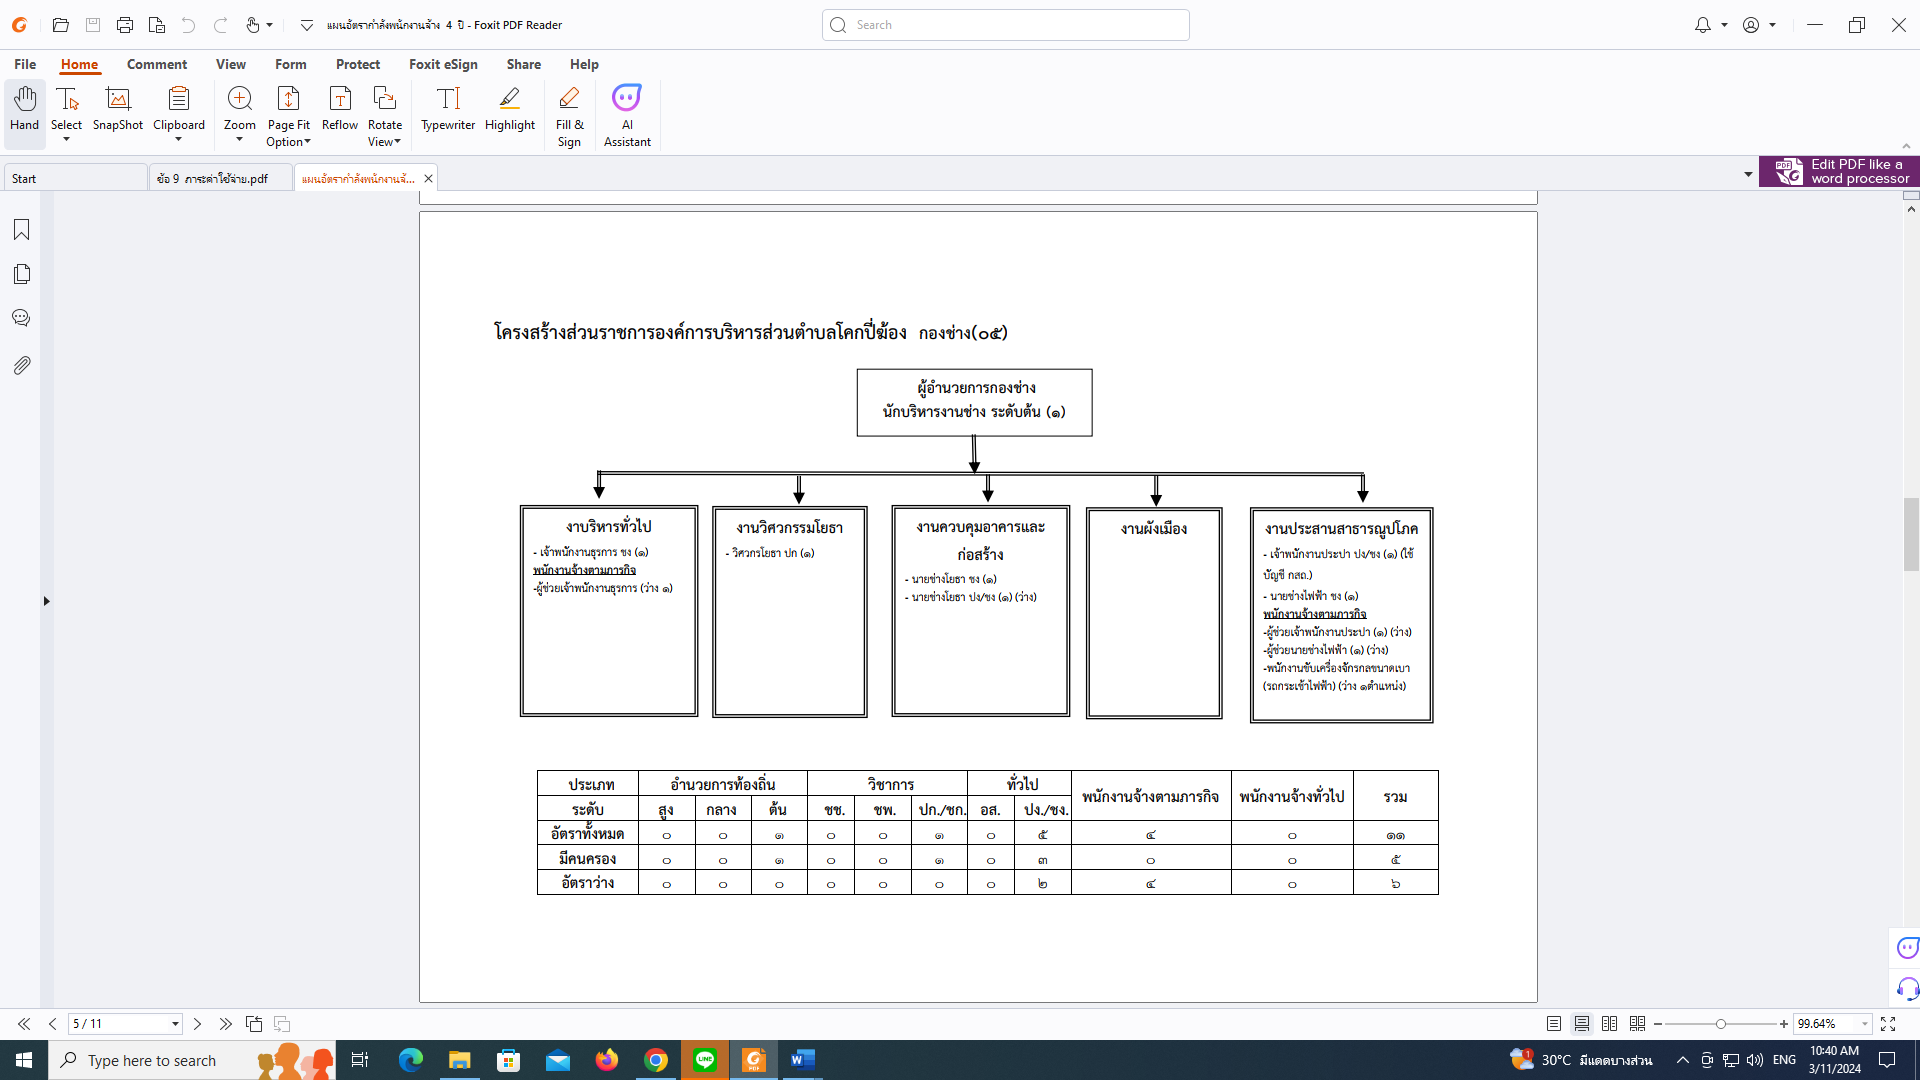 แผนอัตรากำลังพนักงานจ้าง 4 ปี - Foxit PDF Reader
Search
File Home Comment View Form Protect Foxit eSign Share Help
Hand Select SnapShot Clipboard Zoom Page Fit Option Reflow Rotate View Typewriter Highlight Fill & Sign AI Assistant
Start
ข้อ 9 ภาระค่าใช้จ่าย.pdf
แผนอัตรากำลังพนักงานจ้...
Edit PDF like a
word processor
โครงสร้างส่วนราชการองค์การบริหารส่วนตำบลโคกปี่ฆ้อง กองช่าง(๐๕)
ผู้อำนวยการกองช่าง
นักบริหารงานช่าง ระดับต้น (๑)
งาบริหารทั่วไป
- เจ้าพนักงานธุรการ ชง (๑)
พนักงานจ้างตามภารกิจ
-ผู้ช่วยเจ้าพนักงานธุรการ (ว่าง ๑)
งานวิศวกรรมโยธา
- วิศวกรโยธา ปก (๑)
งานควบคุมอาคารและ
ก่อสร้าง
- นายช่างโยธา ชง (๑)
- นายช่างโยธา ปง/ชง (๑) (ว่าง)
งานผังเมือง
งานประสานสาธารณูปโภค
- เจ้าพนักงานประปา ปง/ชง (๑) (ใช้
บัญชี กสถ.)
- นายช่างไฟฟ้า ชง (๑)
พนักงานจ้างตามภารกิจ
-ผู้ช่วยเจ้าพนักงานประปา (๑) (ว่าง)
-ผู้ช่วยนายช่างไฟฟ้า (๑) (ว่าง)
-พนักงานขับเครื่องจักรกลขนาดเบา
(รถกระเช้าไฟฟ้า) (ว่าง ๑ตำแหน่ง)
ประเภท อำนวยการท้องถิ่น วิชาการ ทั่วไป พนักงานจ้างตามภารกิจ พนักงานจ้างทั่วไป รวม
ระดับ สูง กลาง ต้น ชช. ชพ. ปก./ชก. อส. ปง./ชง.
อัตราทั้งหมด ๐ ๐ ๑ ๐ ๐ ๑ ๐ ๕ ๔ ๐ ๑๑
มีคนครอง ๐ ๐ ๑ ๐ ๐ ๑ ๐ ๓ ๐ ๐ ๕
อัตราว่าง ๐ ๐ ๐ ๐ ๐ ๐ ๐ ๒ ๔ ๐ ๖
5 / 11
99.64%
Type here to search
30°C มีแดดบางส่วน
ENG
10:40 AM
3/11/2024